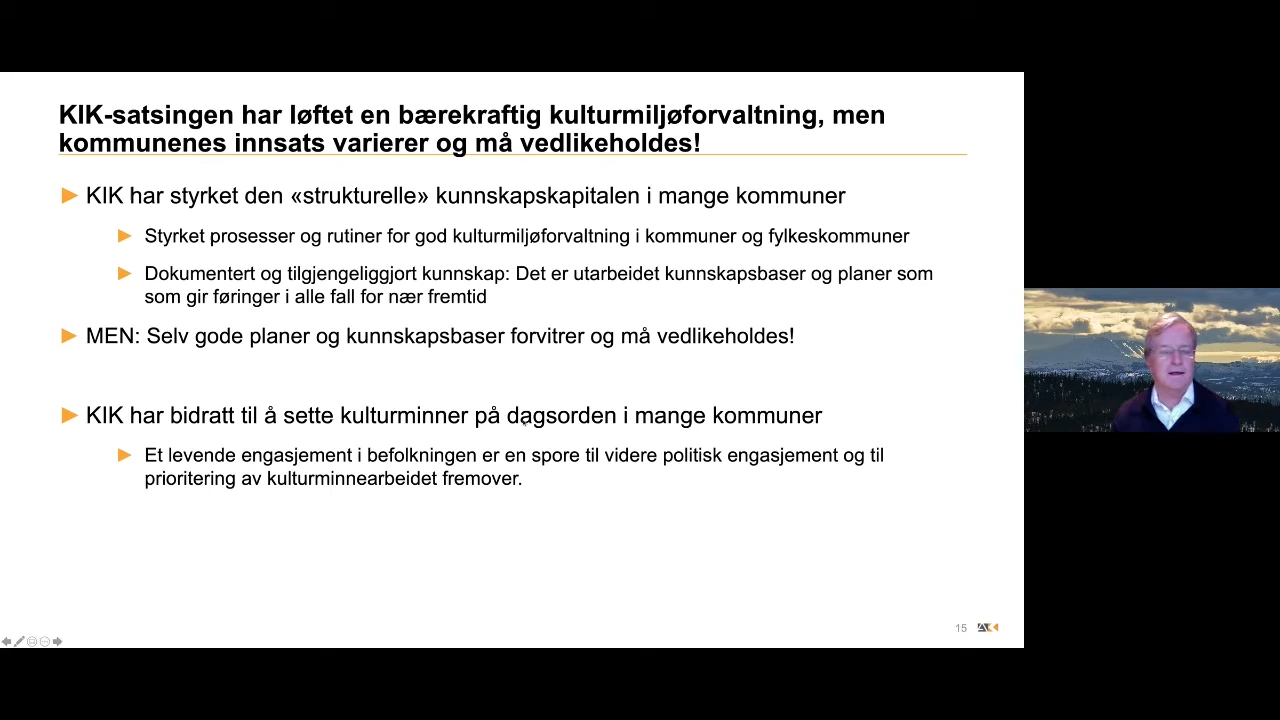 KIK-satsingen har løftet en bærekraftig kulturmiljøforvaltning, men
kommunenes innsats varierer og må vedlikeholdes!
KIK har styrket den «strukturelle» kunnskapskapitalen i mange kommuner
Styrket prosesser og rutiner for god kulturmiljøforvaltning i kommuner og fylkeskommuner
Dokumentert og tilgjengeliggjort kunnskap: Det er utarbeidet kunnskapsbaser og planer som
som gir føringer i alle fall for nær fremtid
MEN: Selv gode planer og kunnskapsbaser forvitrer og må vedlikeholdes!
KIK har bidratt til å sette kulturminner på dagsorden i mange kommuner
Et levende engasjement i befolkningen er en spore til videre politisk engasjement og til
prioritering av kulturminnearbeidet fremover.
15